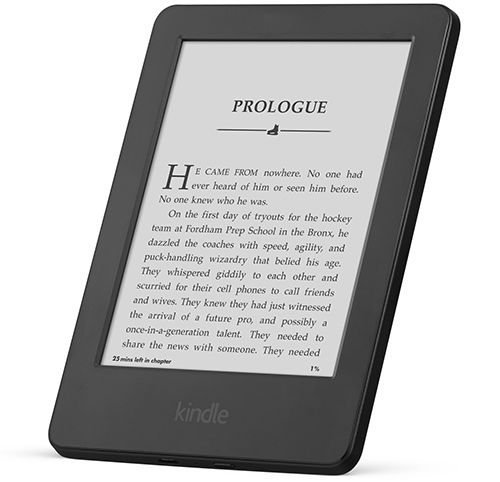 PROLOGUE
HE CAME FROM nowhere. No one had
ever heard of him or seen him before.
No one knew who he was.
On the first day of tryouts for the hockey
team at Fordham Prep School in the Bronx, he
dazzled the coaches with speed, agility, and
puck-handling wizardry that belied his age.
They whispered giddily to each other and
scurried for their cell phones to call friends
and wives. They knew they had just witnessed
the arrival of a future pro, and possibly a
once-in-a-generation talent. They needed to
share the news with someone. They needed
25 mins left in chapter 1%
kindle